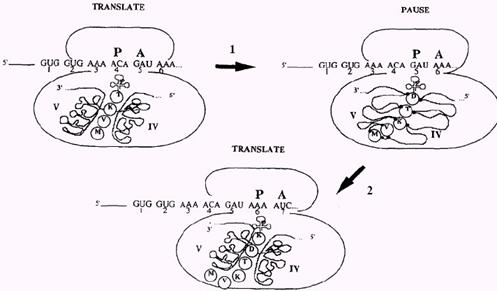 TRANSLATE
P A
5' GUG GUG AAA ACA GAU AAA...
1 2 3 4 5 6
3' 5'
T
K
V
M
V IV
1
PAUSE
P A
5' GUG GUG AAA ACA GAU AAA...
1 2 3 4 5 6
3' 5'
D
T
K
V
M
V IV
2
TRANSLATE
P A
5' GUG GUG AAA ACA GAU AAA AUC...
1 2 3 4 5 6 7
3' 5'
K
D
T
K
V
M
V IV